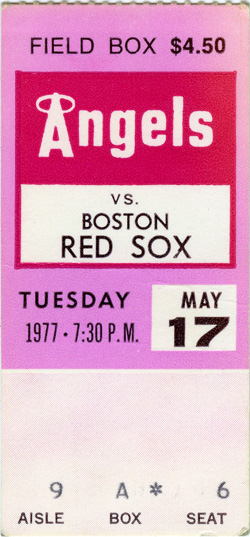 FIELD BOX $4.50
Angels
VS.
BOSTON
RED SOX
TUESDAY MAY
1977 • 7:30 P.M. 17
9 A * 6
AISLE BOX SEAT